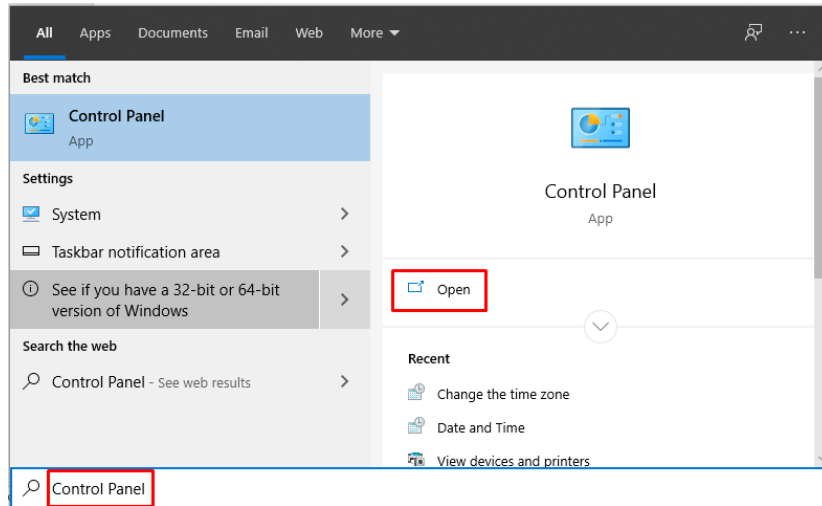 All Apps Documents Email Web More
Best match
Control Panel
App
Settings
System
Taskbar notification area
See if you have a 32-bit or 64-bit
version of Windows
Search the web
Control Panel - See web results
Control Panel
App
Open
Recent
Change the time zone
Date and Time
View devices and printers
Control Panel